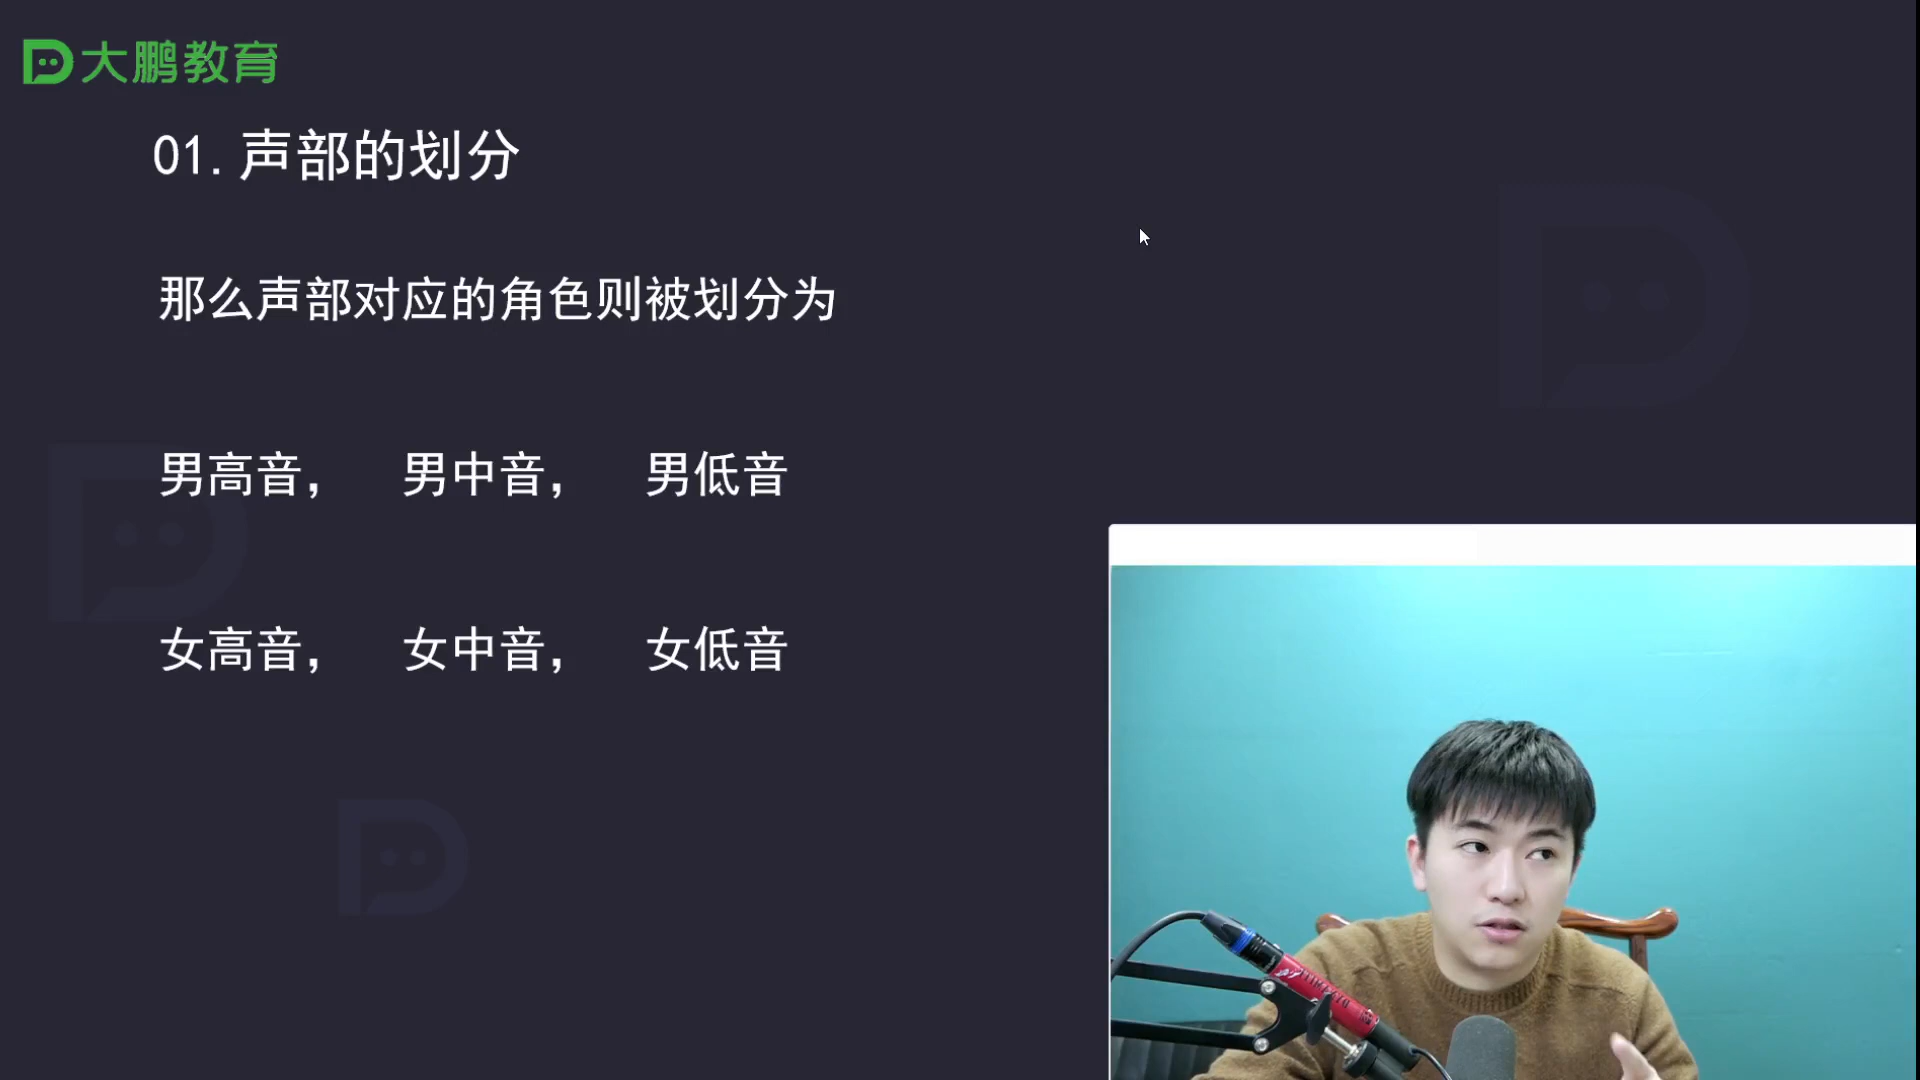 大鹏教育
01.声部的划分
那么声部对应的角色则被划分为
男高音， 男中音， 男低音
女高音， 女中音， 女低音